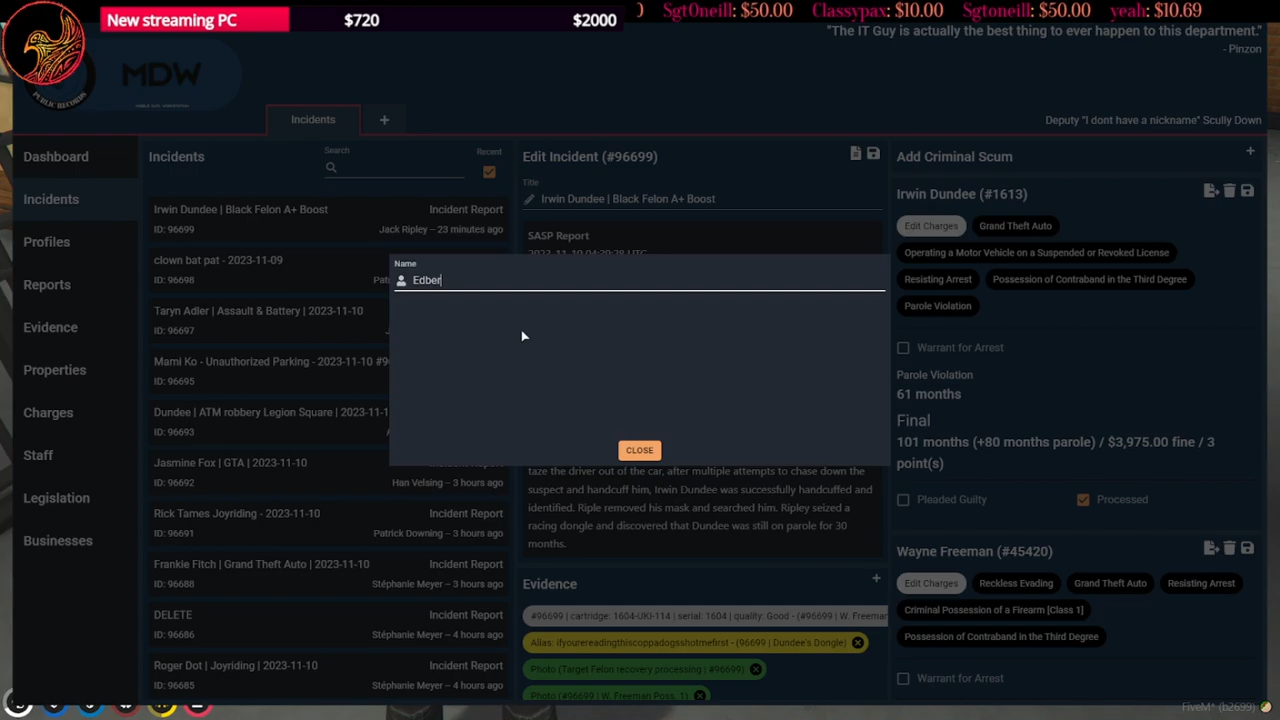 New streaming PC
$720
$2000
SgtOneill: $50.00
Classypax: $10.00
Sgtoneill: $50.00
yeah: $10.69
"The IT Guy is actually the best thing to ever happen to this department."
- Pinzon
MDW
PUBLIC RECORDS
Incidents
+
Deputy "I dont have a nickname" Scully Down
Dashboard
Incidents
Profiles
Reports
Evidence
Properties
Charges
Staff
Legislation
Businesses
Incidents
Search
Recent
Irwin Dundee | Black Felon A+ Boost
Incident Report
ID: 96699
Jack Ripley – 23 minutes ago
clown bat pat - 2023-11-09
ID: 96698
Taryn Adler | Assault & Battery | 2023-11-10
ID: 96697
Mami Ko - Unauthorized Parking - 2023-11-10
ID: 96695
Dundee | ATM robbery Legion Square | 2023-11-1
ID: 96693
Jasmine Fox | GTA | 2023-11-10
ID: 96692
Han Velsing – 3 hours ago
Rick Tames Joyriding - 2023-11-10
Incident Report
ID: 96691
Patrick Downing – 3 hours ago
Frankie Fitch | Grand Theft Auto | 2023-11-10
Incident Report
ID: 96688
Stéphanie Meyer – 3 hours ago
DELETE
Incident Report
ID: 96686
Stéphanie Meyer – 4 hours ago
Roger Dot | Joyriding | 2023-11-10
Incident Report
ID: 96685
Stéphanie Meyer – 4 hours ago
Edit Incident (#96699)
Title
Irwin Dundee | Black Felon A+ Boost
SASP Report
Name
Edber
CLOSE
taze the driver out of the car, after multiple attempts to chase down the
suspect and handcuff him, Irwin Dundee was successfully handcuffed and
identified. Riple removed his mask and searched him. Ripley seized a
racing dongle and discovered that Dundee was still on parole for 30
months.
Evidence
+
#96699 | cartridge: 1604-UKI-114 | serial: 1604 | quality: Good - (#96699 | W. Freeman
Alias: ifyourereadingthiscoppadogsshotmefirst - (96699 | Dundee's Dongle)
Photo (Target Felon recovery processing | #96699)
Photo (#96699 | W. Freeman Poss. 1)
Add Criminal Scum
+
Irwin Dundee (#1613)
Edit Charges
Grand Theft Auto
Operating a Motor Vehicle on a Suspended or Revoked License
Resisting Arrest
Possession of Contraband in the Third Degree
Parole Violation
Warrant for Arrest
Parole Violation
61 months
Final
101 months (+80 months parole) / $3,975.00 fine / 3
point(s)
Pleaded Guilty
Processed
Wayne Freeman (#45420)
Edit Charges
Reckless Evading
Grand Theft Auto
Resisting Arrest
Criminal Possession of a Firearm [Class 1]
Possession of Contraband in the Third Degree
Warrant for Arrest
FiveM* (b2699)